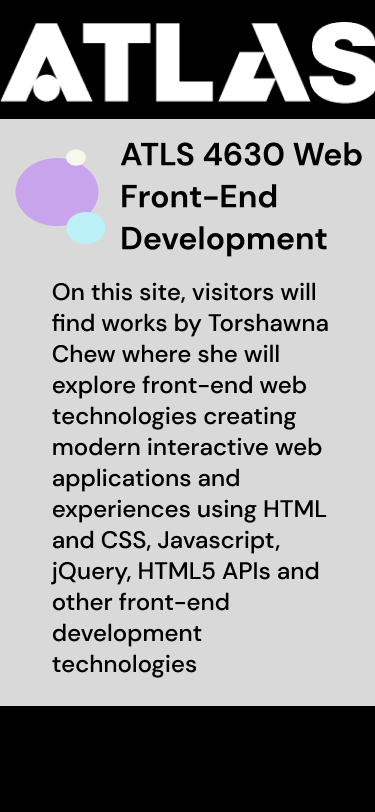 ATLAS
ATLS 4630 Web
Front-End
Development
On this site, visitors will
find works by Torshawna
Chew where she will
explore front-end web
technologies creating
modern interactive web
applications and
experiences using HTML
and CSS, Javascript,
jQuery, HTML5 APIs and
other front-end
development
technologies